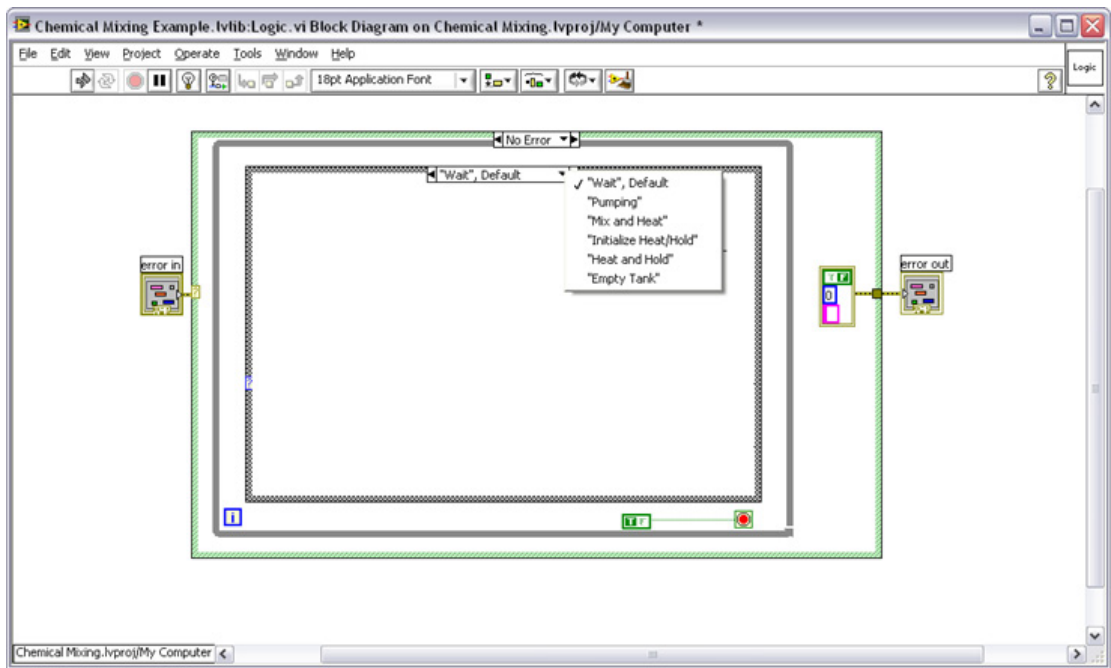 Chemical Mixing Example.lvlib:Logic.vi Block Diagram on Chemical Mixing.lvproj/My Computer *
File Edit View Project Operate Tools Window Help
18pt Application Font
?
Logic
No Error
"Wait", Default
"Wait", Default
"Pumping"
"Mix and Heat"
"Initialize Heat/Hold"
"Heat and Hold"
"Empty Tank"
error in
?
T F
0
error out
?
i
T F
Chemical Mixing.lvproj/My Computer